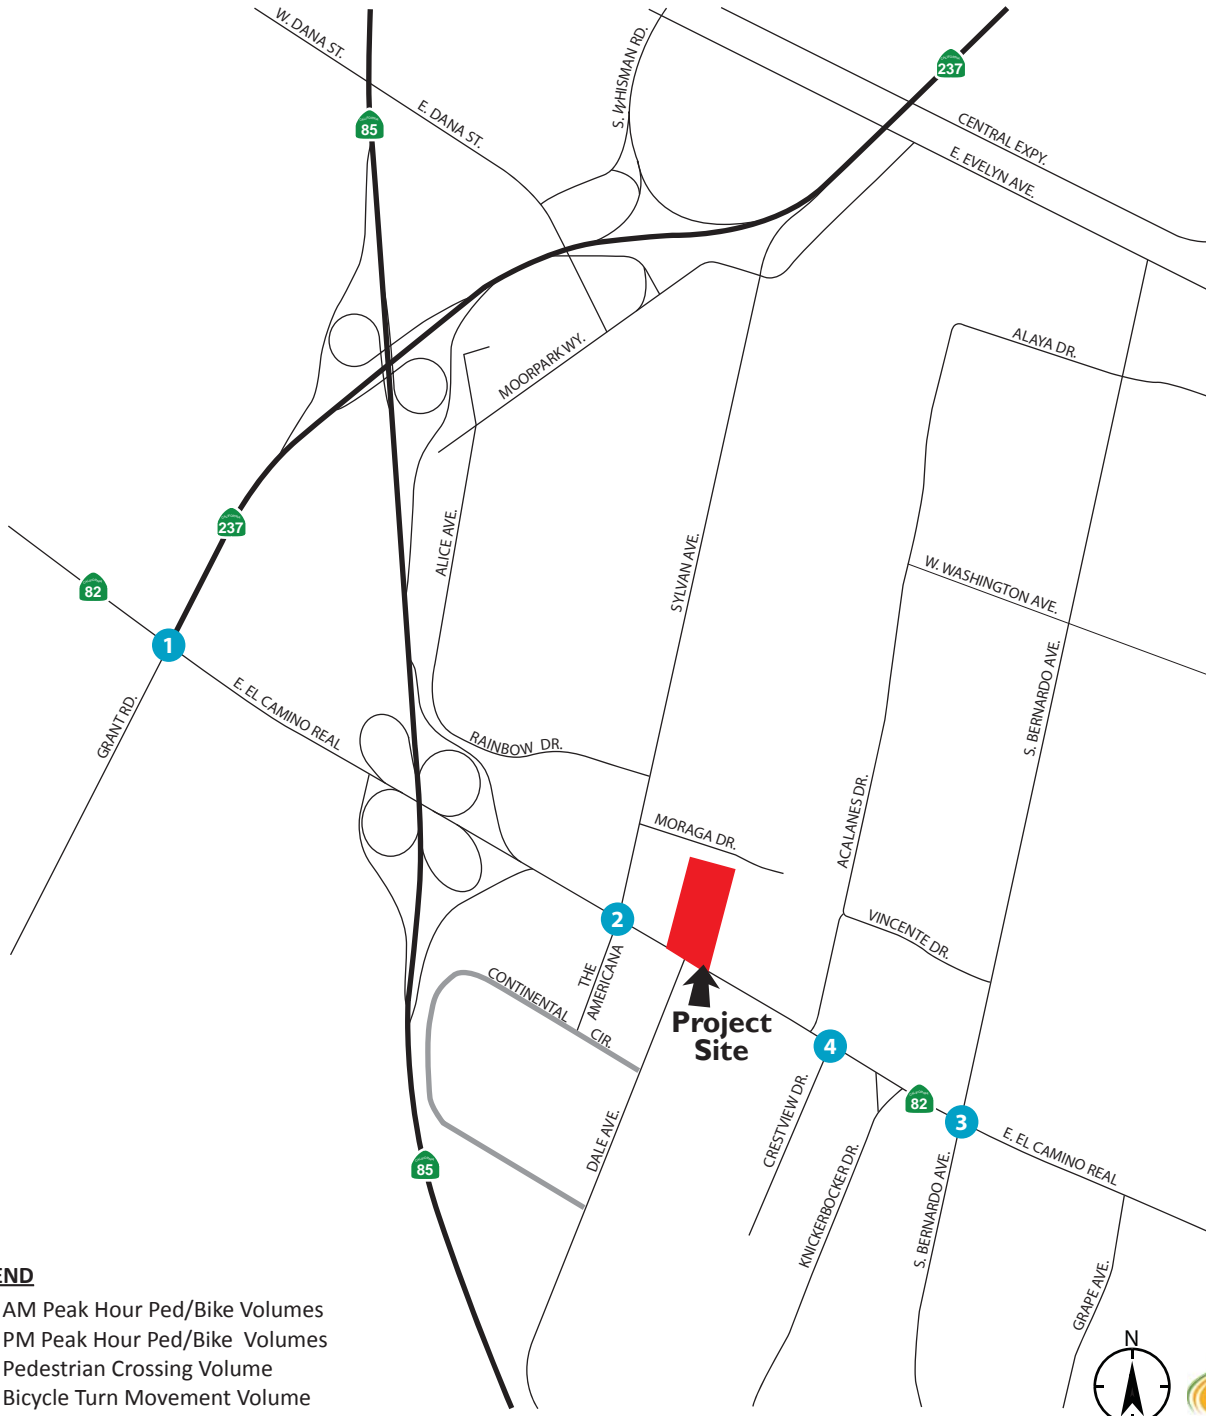 W. DANA ST.
S. WHISMAN RD.
237
85
E. DANA ST.
CENTRAL EXPY.
E. EVELYN AVE.
ALAYA DR.
MOORPARK WY.
237
ALICE AVE.
SYLVAN AVE.
W. WASHINGTON AVE.
82
1
GRANT RD.
E. EL CAMINO REAL
S. BERNARDO AVE.
RAINBOW DR.
ACALANES DR.
MORAGA DR.
2
VINCENTE DR.
THE
AMERICANA
CONTINENTAL
CIR.
Project
Site
4
82
3
CRESTVIEW DR.
DALE AVE.
E. EL CAMINO REAL
85
KNICKERBOCKER DR.
S. BERNARDO AVE.
GRAPE AVE.
END
AM Peak Hour Ped/Bike Volumes
PM Peak Hour Ped/Bike Volumes
Pedestrian Crossing Volume
Bicycle Turn Movement Volume
N